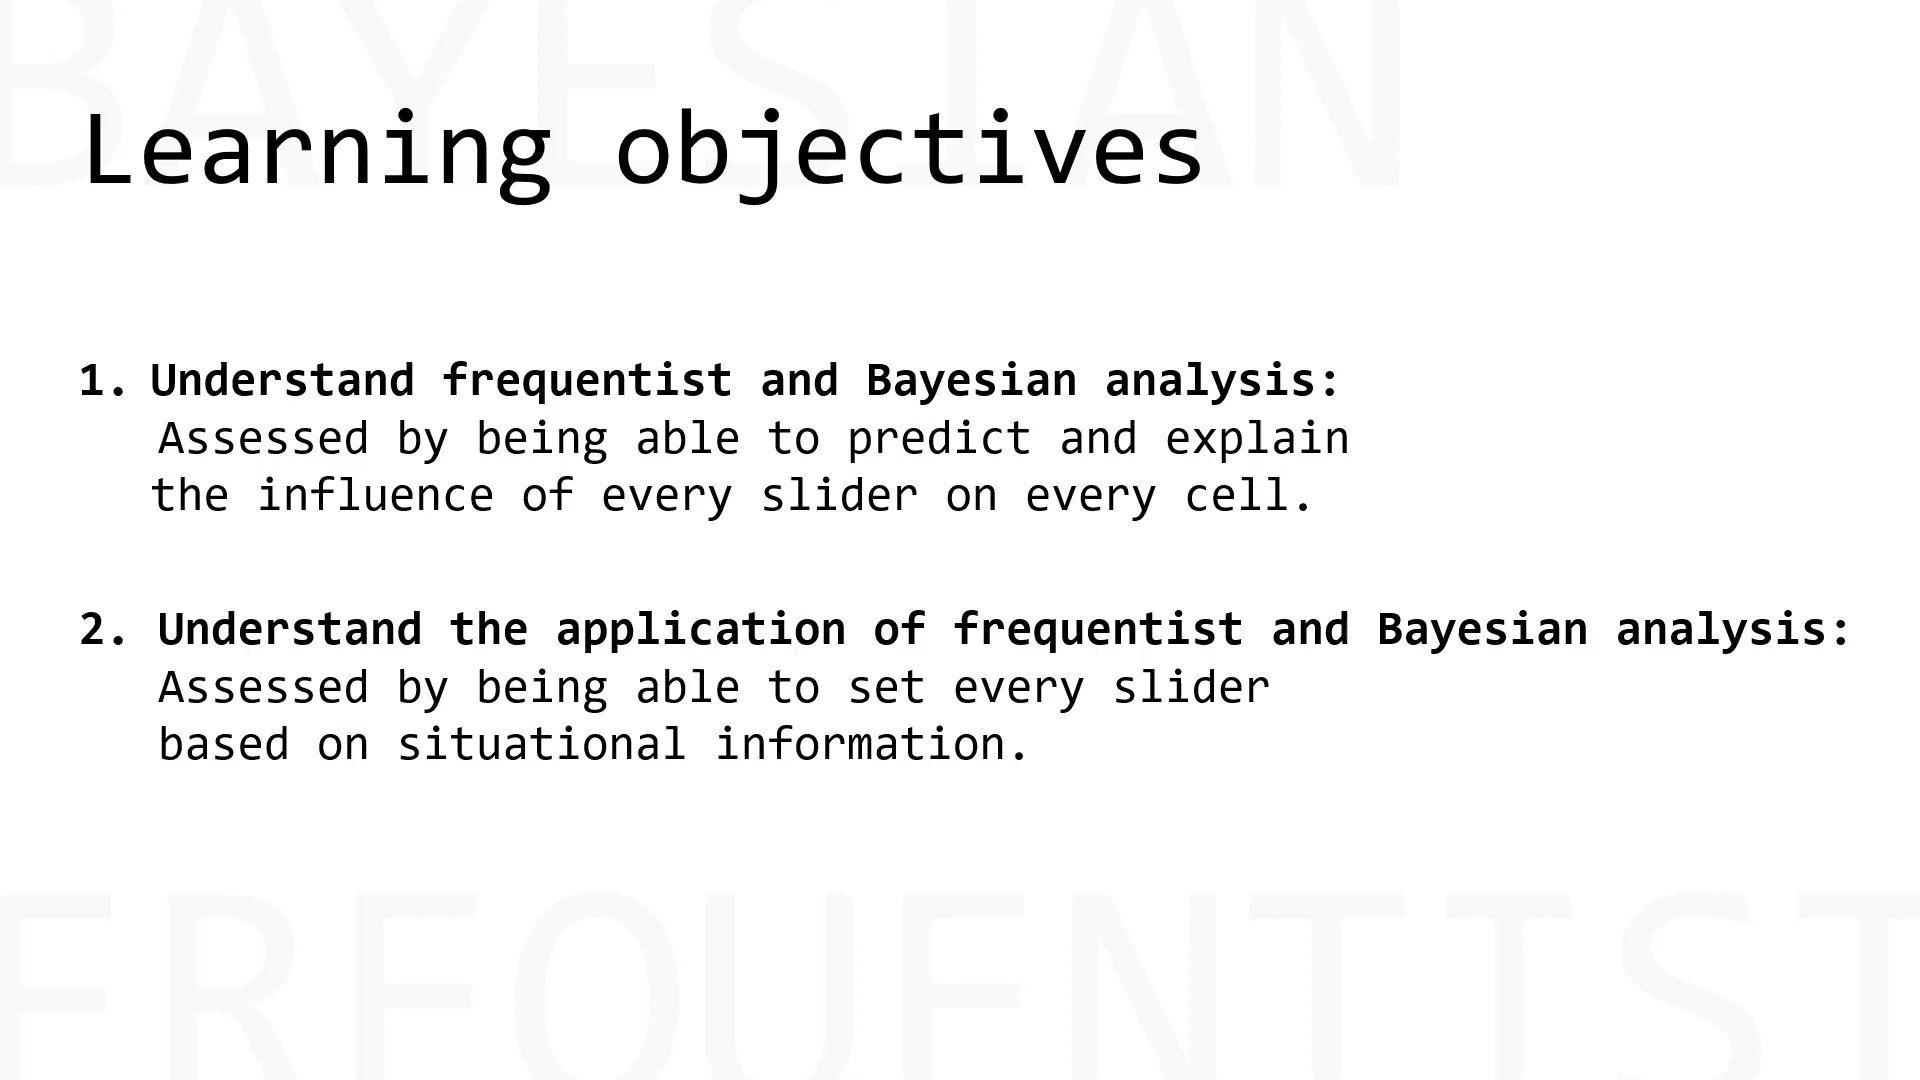 BAYESIAN
Learning objectives
1. Understand frequentist and Bayesian analysis:
Assessed by being able to predict and explain
the influence of every slider on every cell.
2. Understand the application of frequentist and Bayesian analysis:
Assessed by being able to set every slider
based on situational information.
FREQUENTIST